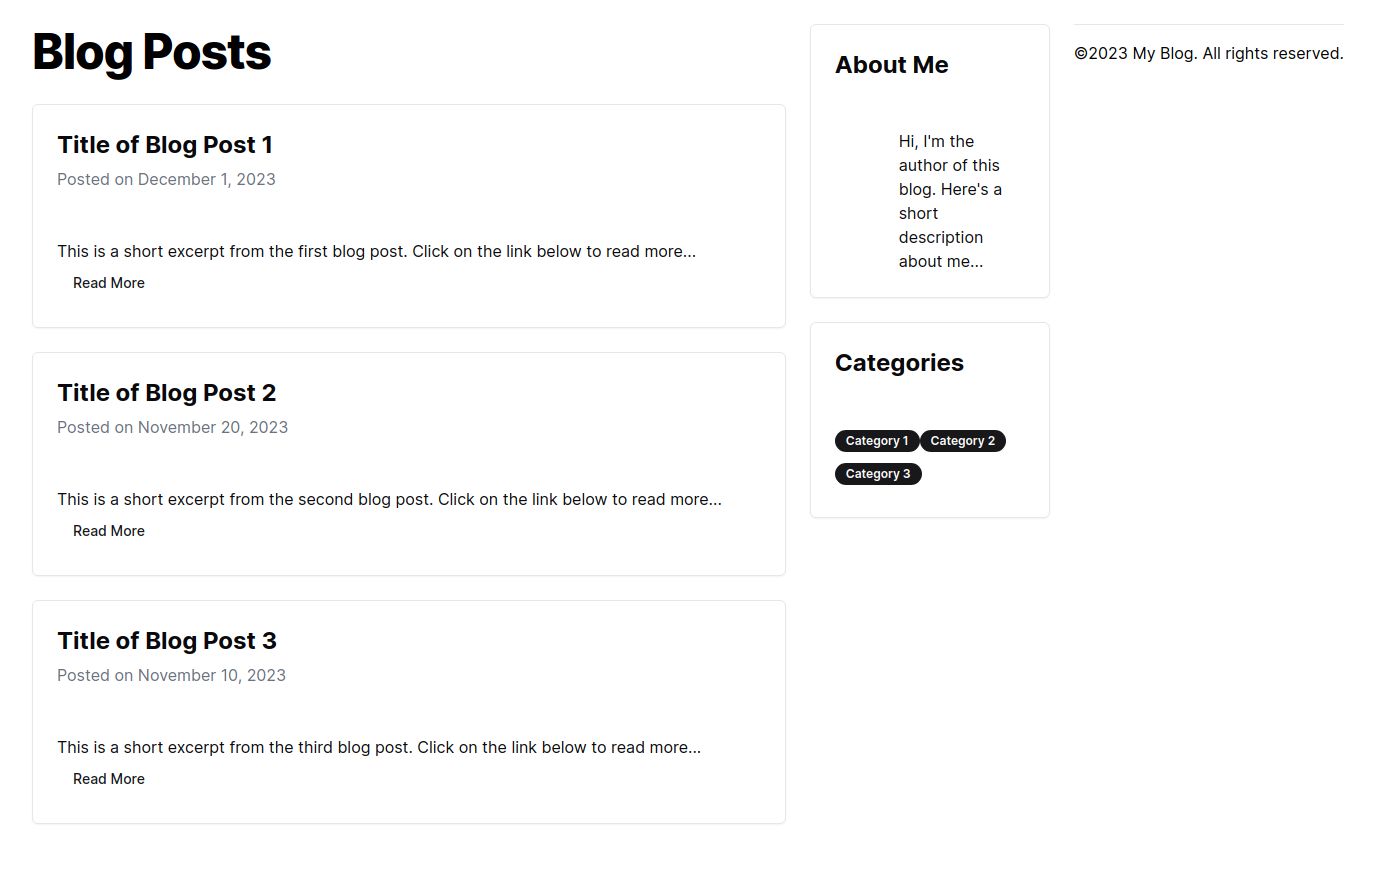 Blog Posts
Title of Blog Post 1
Posted on December 1, 2023
This is a short excerpt from the first blog post. Click on the link below to read more...
Read More
Title of Blog Post 2
Posted on November 20, 2023
This is a short excerpt from the second blog post. Click on the link below to read more...
Read More
Title of Blog Post 3
Posted on November 10, 2023
This is a short excerpt from the third blog post. Click on the link below to read more...
Read More
About Me
Hi, I'm the
author of this
blog. Here's a
short
description
about me...
Categories
Category 1 Category 2
Category 3
©2023 My Blog. All rights reserved.